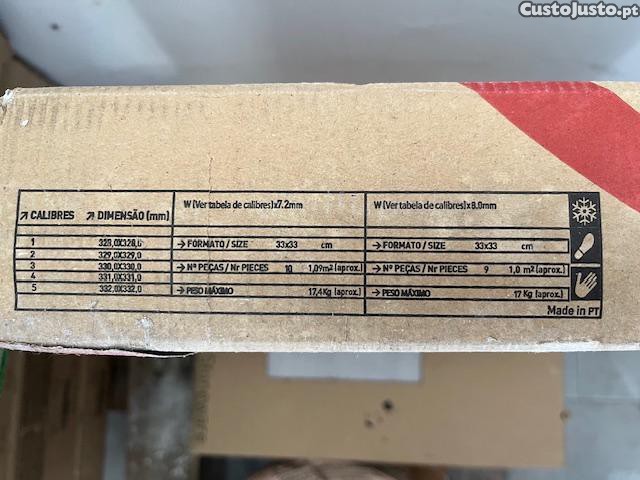 CustoJusto.pt
↗ CALIBRES ↗ DIMENSÃO (mm)
1 328,0X328,0
2 329,0X329,0
3 330,0X330,0
4 331,0X331,0
5 332,0X332,0
W (Ver tabela de calibres)x7.2mm
→ FORMATO / SIZE 33x33 cm
→ Nº PEÇAS / Nr PIECES 10 1,09m² (aprox.)
→ PESO MÁXIMO 17,4Kg (aprox.)
W (Ver tabela de calibres)x8.0mm
→ FORMATO / SIZE 33x33 cm
→ Nº PEÇAS / Nr PIECES 9 1,0 m² (aprox.)
→ PESO MÁXIMO 17 Kg (aprox.)
Made in PT